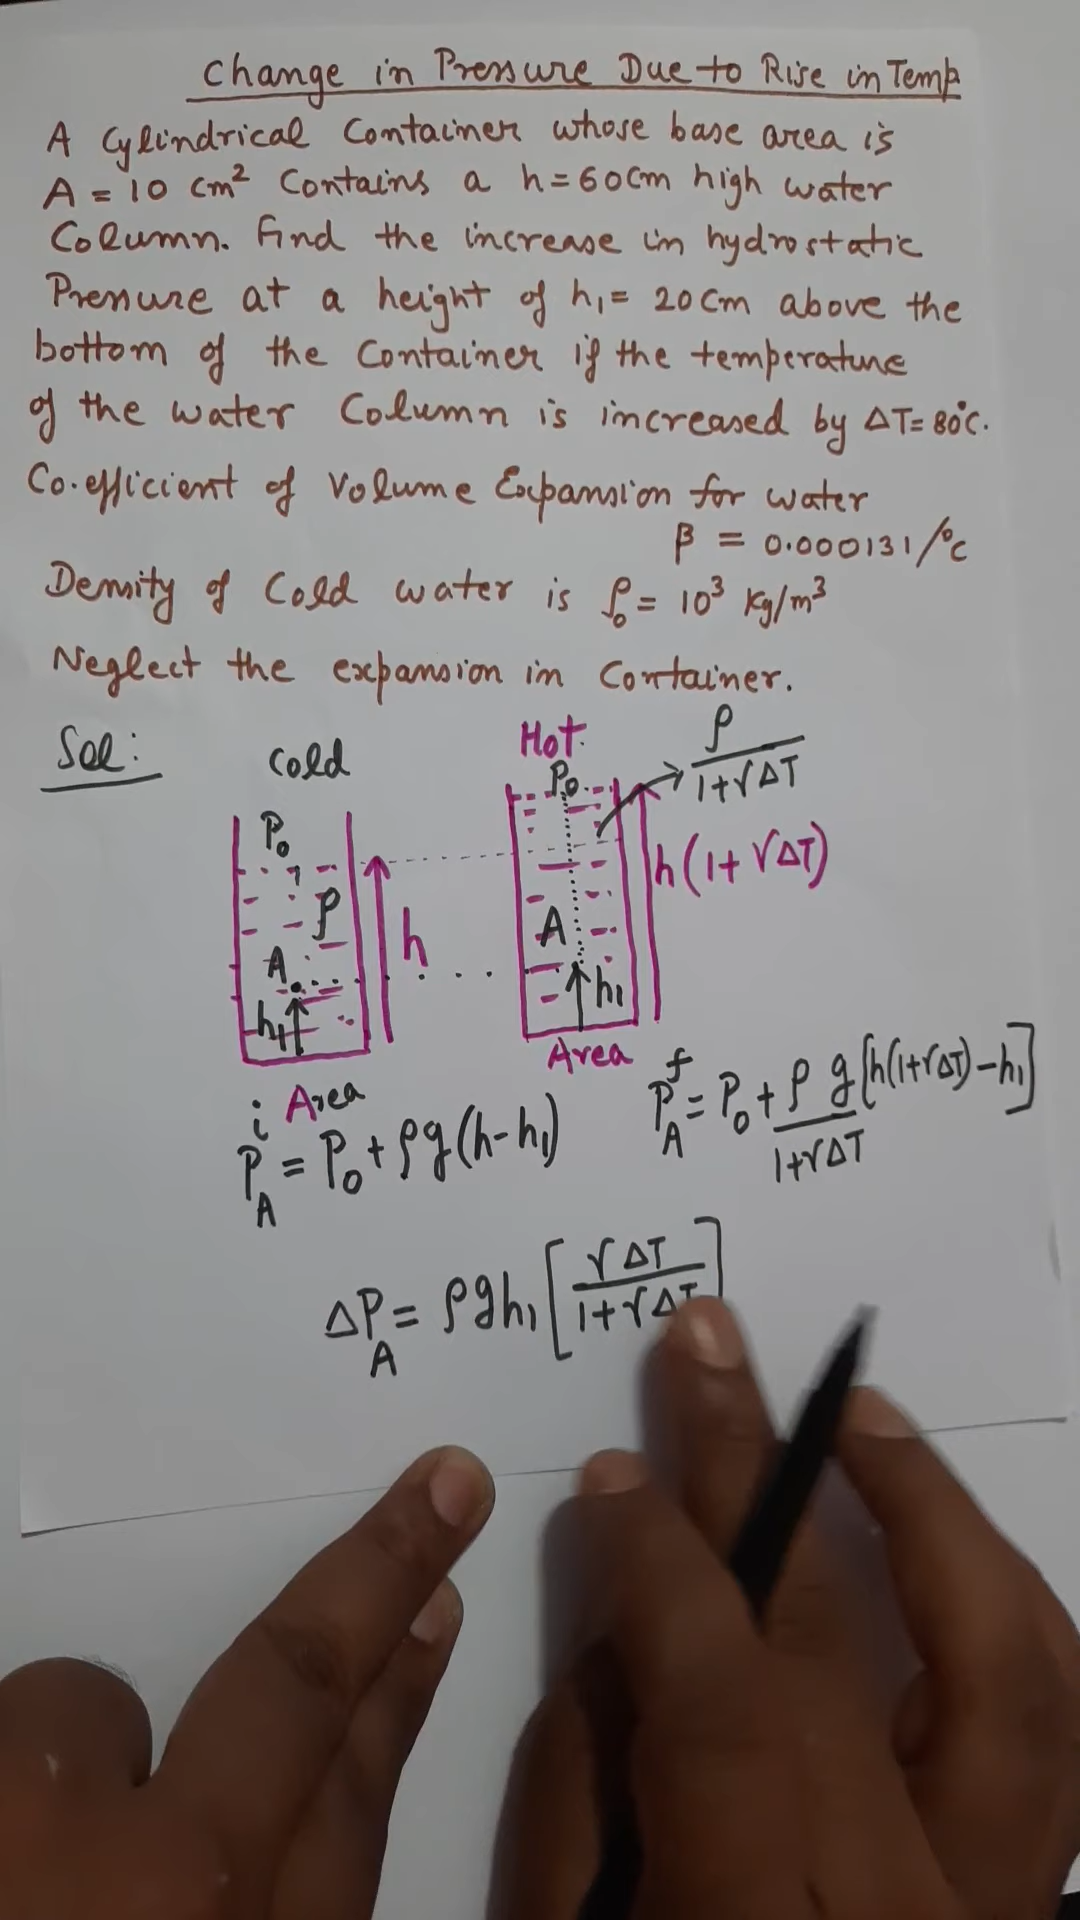 Change in Pressure Due to Rise in Temp
A Cylindrical Container whose base area is
A = 10 cm² Contains a h = 60cm high water
Column. Find the increase in hydrostatic
Pressure at a height of h₁ = 20cm above the
bottom of the Container if the temperature
of the water Column is increased by ΔT = 80°C.
Co.efficient of Volume Expansion for water
β = 0.000131/°C
Density of Cold water is ρ₀ = 10³ kg/m³
Neglect the expansion in Container.
Sol:
Cold
Hot
ρ/(1+γΔT)
P₀
P₀
h(1+γΔT)
ρ
h
A
A
h₁
h₁
Area
Area
P_A^i = P₀ + ρg(h-h₁)
P_A^f = P₀ + ρ/(1+γΔT) g[h(1+γΔT)-h₁]
ΔP_A = ρgh₁[γΔT/(1+γΔT)]